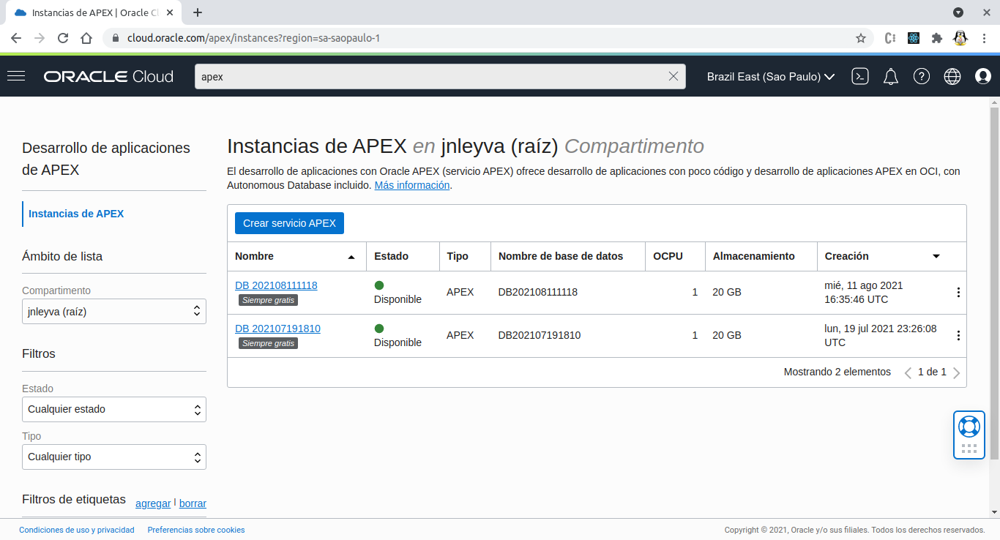 Instancias de APEX | Oracle Cl
cloud.oracle.com/apex/instances?region=sa-saopaulo-1
ORACLE Cloud
apex
Brazil East (Sao Paulo)
Desarrollo de aplicaciones
de APEX
Instancias de APEX
Ámbito de lista
Compartimento
jnleyva (raíz)
Filtros
Estado
Cualquier estado
Tipo
Cualquier tipo
Filtros de etiquetas agregar | borrar
Instancias de APEX en jnleyva (raíz) Compartimento
El desarrollo de aplicaciones con Oracle APEX (servicio APEX) ofrece desarrollo de aplicaciones con poco código y desarrollo de aplicaciones APEX en OCI, con
Autonomous Database incluido. Más información.
Crear servicio APEX
Nombre Estado Tipo Nombre de base de datos OCPU Almacenamiento Creación
DB 202108111118
Siempre gratis
Disponible
APEX
DB202108111118
1
20 GB
mié, 11 ago 2021
16:35:46 UTC
DB 202107191810
Siempre gratis
Disponible
APEX
DB202107191810
1
20 GB
lun, 19 jul 2021 23:26:08
UTC
Mostrando 2 elementos 1 de 1
Condiciones de uso y privacidad Preferencias sobre cookies
Copyright © 2021, Oracle y/o sus filiales. Todos los derechos reservados.